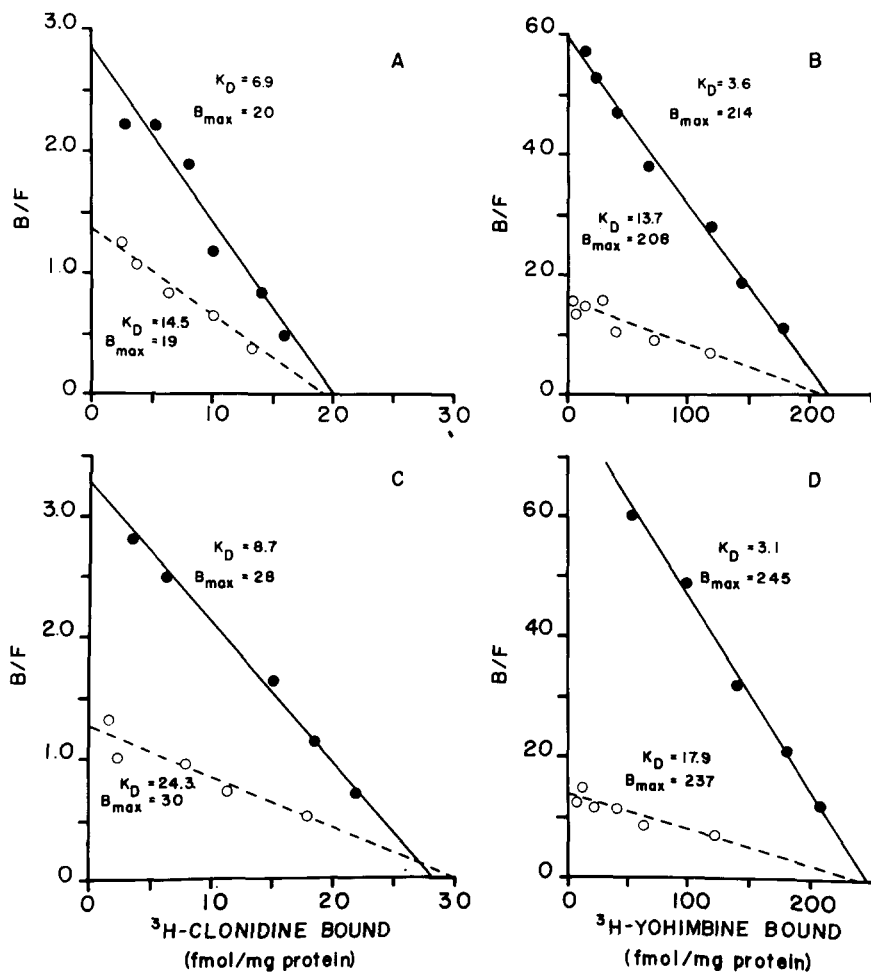 A
B/F
3.0
2.0
1.0
0
K_D = 6.9
B_max = 20
K_D = 14.5
B_max = 19
0 10 20 30
B
B/F
60
40
20
0
K_D = 3.6
B_max = 214
K_D = 13.7
B_max = 208
0 100 200
C
B/F
3.0
2.0
1.0
0
K_D = 8.7
B_max = 28
K_D = 24.3
B_max = 30
0 10 20 30
³H-CLONIDINE BOUND
(fmol/mg protein)
D
B/F
60
40
20
0
K_D = 3.1
B_max = 245
K_D = 17.9
B_max = 237
0 100 200
³H-YOHIMBINE BOUND
(fmol/mg protein)